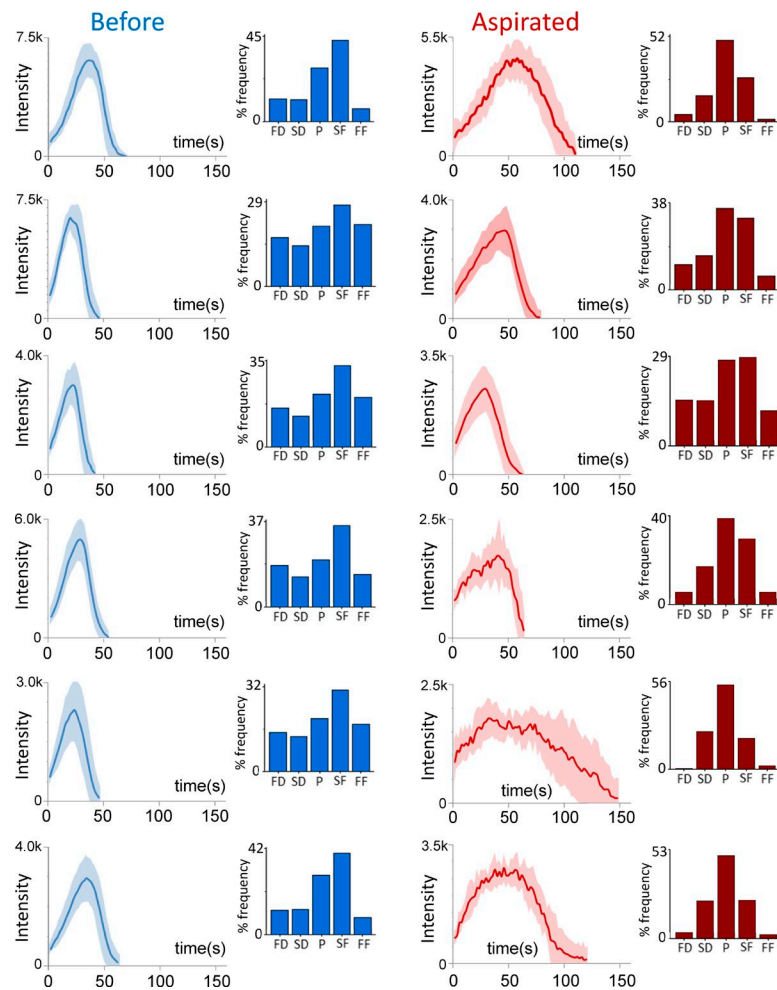 Before Aspirated
7.5k Intensity time(s) 0 0 50 100 150
45 % frequency 0 FD SD P SF FF
5.5k Intensity time(s) 0 0 50 100 150
52 % frequency 0 FD SD P SF FF
7.5k Intensity time(s) 0 0 50 100 150
29 % frequency 0 FD SD P SF FF
4.0k Intensity time(s) 0 0 50 100 150
38 % frequency 0 FD SD P SF FF
4.0k Intensity time(s) 0 0 50 100 150
35 % frequency 0 FD SD P SF FF
3.5k Intensity time(s) 0 0 50 100 150
29 % frequency 0 FD SD P SF FF
6.0k Intensity time(s) 0 0 50 100 150
37 % frequency 0 FD SD P SF FF
2.5k Intensity time(s) 0 0 50 100 150
40 % frequency 0 FD SD P SF FF
3.0k Intensity time(s) 0 0 50 100 150
32 % frequency 0 FD SD P SF FF
2.5k Intensity time(s) 0 0 50 100 150
56 % frequency 0 FD SD P SF FF
4.0k Intensity time(s) 0 0 50 100 150
42 % frequency 0 FD SD P SF FF
3.5k Intensity time(s) 0 0 50 100 150
53 % frequency 0 FD SD P SF FF